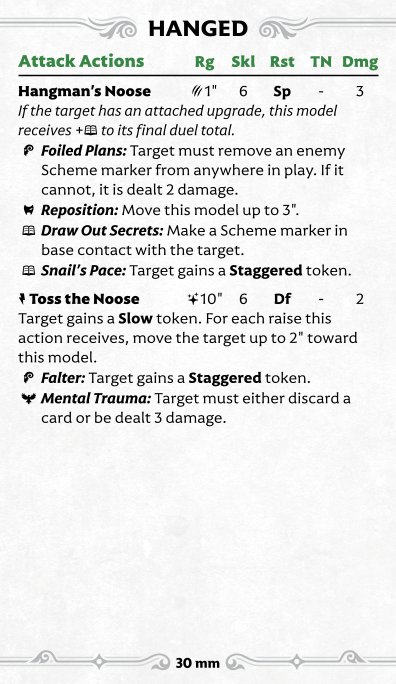 HANGED
Attack Actions Rg Skl Rst TN Dmg
Hangman's Noose 1" 6 Sp - 3
If the target has an attached upgrade, this model
receives + to its final duel total.
Foiled Plans: Target must remove an enemy
Scheme marker from anywhere in play. If it
cannot, it is dealt 2 damage.
Reposition: Move this model up to 3".
Draw Out Secrets: Make a Scheme marker in
base contact with the target.
Snail's Pace: Target gains a Staggered token.
Toss the Noose 10" 6 Df - 2
Target gains a Slow token. For each raise this
action receives, move the target up to 2" toward
this model.
Falter: Target gains a Staggered token.
Mental Trauma: Target must either discard a
card or be dealt 3 damage.
30 mm